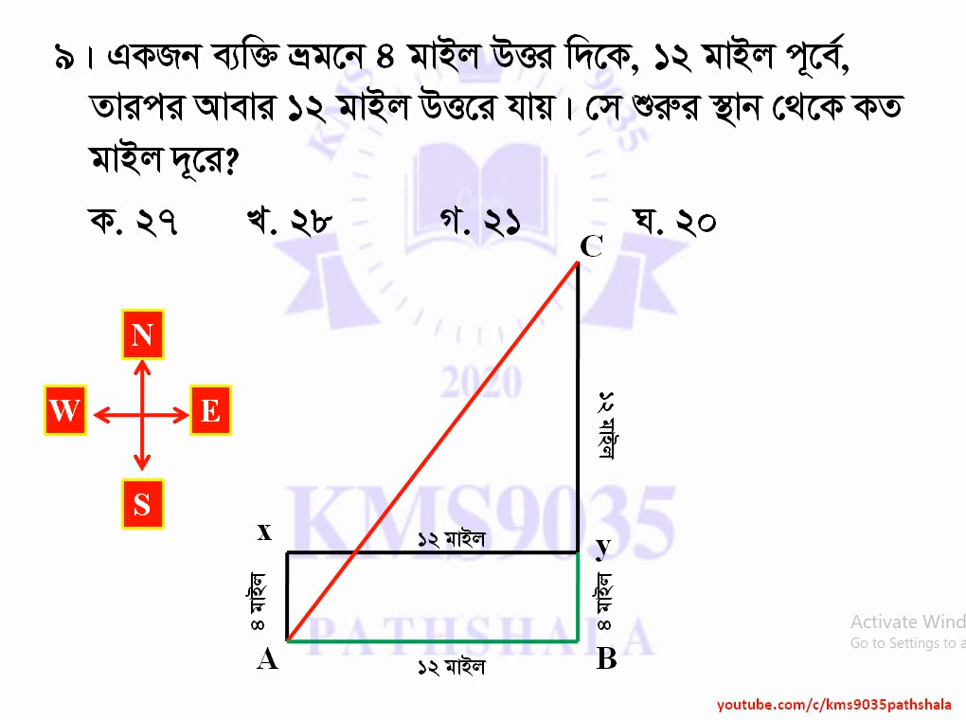 ৯। একজন ব্যক্তি ভ্রমনে ৪ মাইল উত্তর দিকে, ১২ মাইল পূর্বে,
তারপর আবার ১২ মাইল উত্তরে যায়। সে শুরুর স্থান থেকে কত
মাইল দূরে?
ক. ২৭ খ. ২৮ গ. ২১ ঘ. ২০
C
N
W E
S
2020
১২ মাইল
KMS9035
x ১২ মাইল y
৪ মাইল ৪ মাইল
PATHSHALA
A ১২ মাইল B
Activate Wind
Go to Settings to a
youtube.com/c/kms9035pathshala